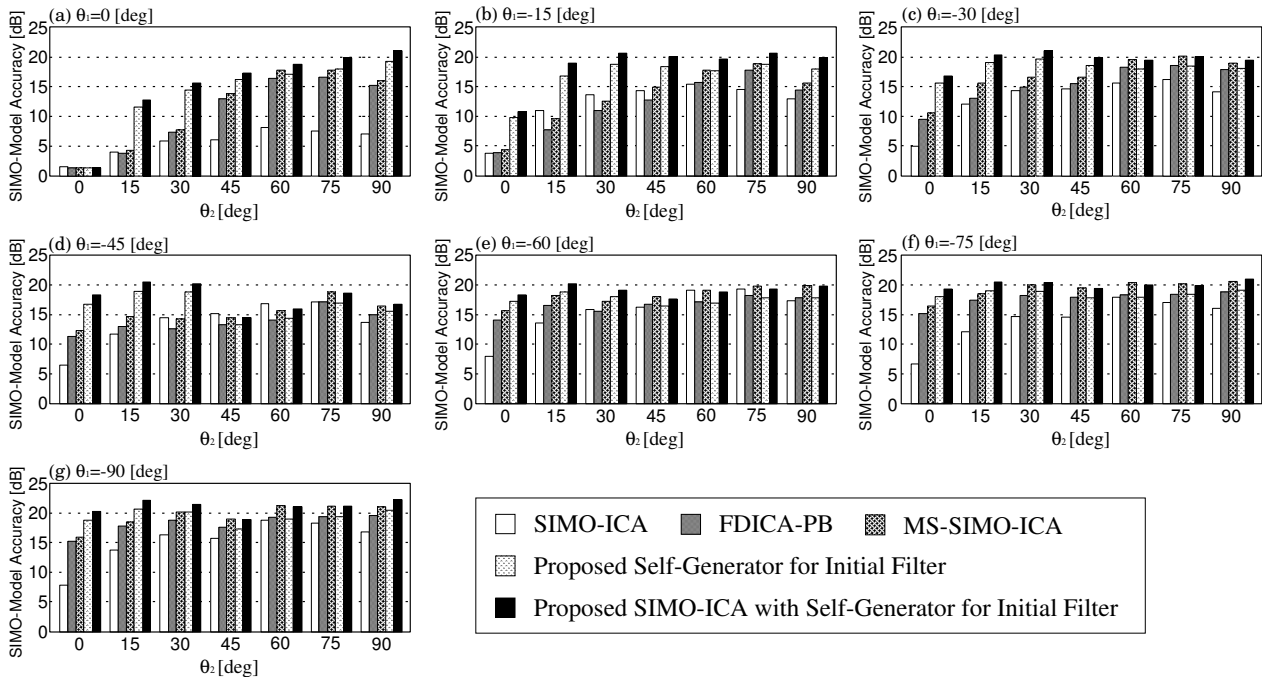 (a) θ₁=0 [deg]
SIMO-Model Accuracy [dB]
25
20
15
10
5
0
0 15 30 45 60 75 90
θ₂ [deg]
(b) θ₁=-15 [deg]
SIMO-Model Accuracy [dB]
25
20
15
10
5
0
0 15 30 45 60 75 90
θ₂ [deg]
(c) θ₁=-30 [deg]
SIMO-Model Accuracy [dB]
25
20
15
10
5
0
0 15 30 45 60 75 90
θ₂ [deg]
(d) θ₁=-45 [deg]
SIMO-Model Accuracy [dB]
25
20
15
10
5
0
0 15 30 45 60 75 90
θ₂ [deg]
(e) θ₁=-60 [deg]
SIMO-Model Accuracy [dB]
25
20
15
10
5
0
0 15 30 45 60 75 90
θ₂ [deg]
(f) θ₁=-75 [deg]
SIMO-Model Accuracy [dB]
25
20
15
10
5
0
0 15 30 45 60 75 90
θ₂ [deg]
(g) θ₁=-90 [deg]
SIMO-Model Accuracy [dB]
25
20
15
10
5
0
0 15 30 45 60 75 90
θ₂ [deg]
SIMO-ICA FDICA-PB MS-SIMO-ICA
Proposed Self-Generator for Initial Filter
Proposed SIMO-ICA with Self-Generator for Initial Filter